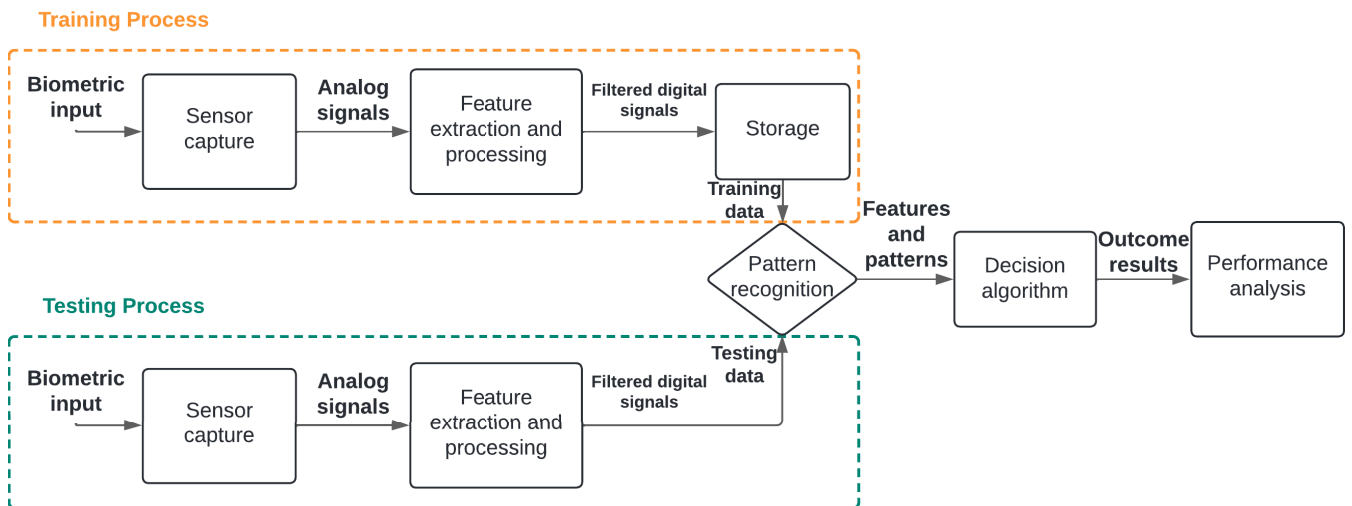 Training Process
Biometric
input
Sensor
capture
Analog
signals
Feature
extraction and
processing
Filtered digital
signals
Storage
Training
data
Features
and
patterns
Pattern
recognition
Decision
algorithm
Outcome
results
Performance
analysis
Testing Process
Biometric
input
Sensor
capture
Analog
signals
Feature
extraction and
processing
Filtered digital
signals
Testing
data